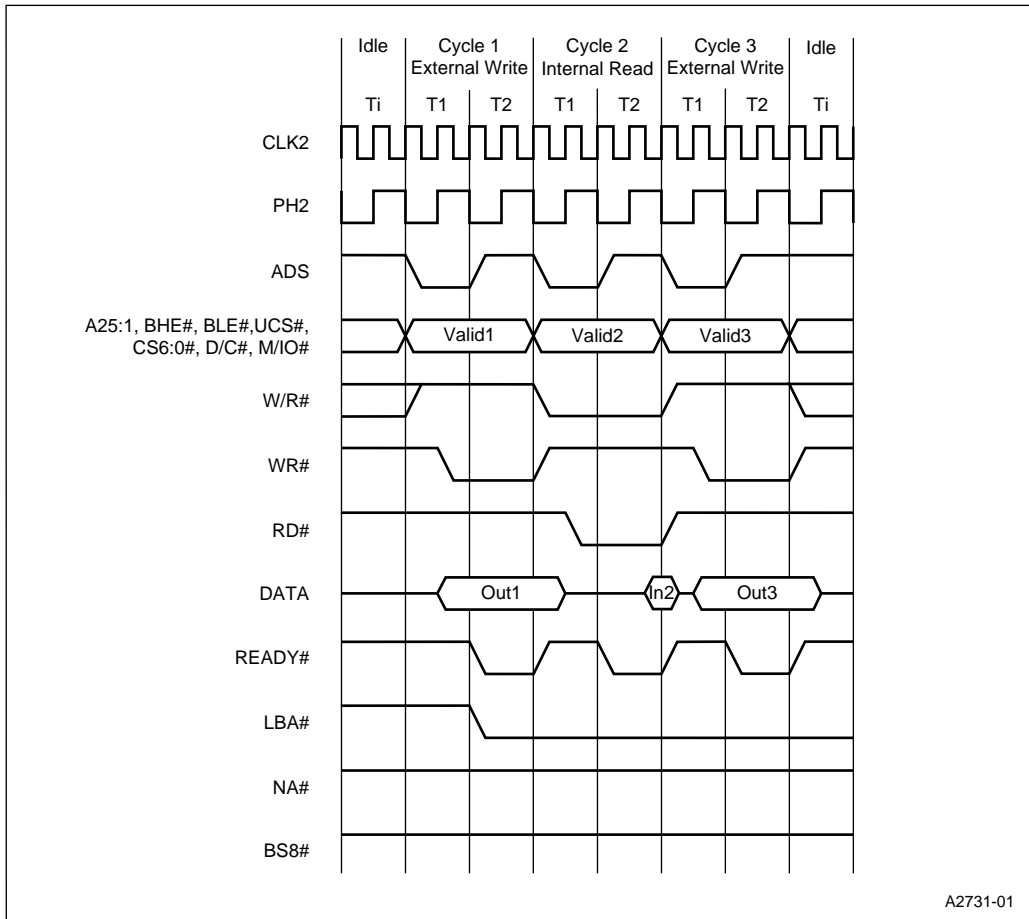 Idle Cycle 1 Cycle 2 Cycle 3 Idle
External Write Internal Read External Write
Ti T1 T2 T1 T2 T1 T2 Ti
CLK2
PH2
ADS
A25:1, BHE#, BLE#,UCS#,
CS6:0#, D/C#, M/IO#
Valid1 Valid2 Valid3
W/R#
WR#
RD#
DATA Out1 In2 Out3
READY#
LBA#
NA#
BS8#
A2731-01